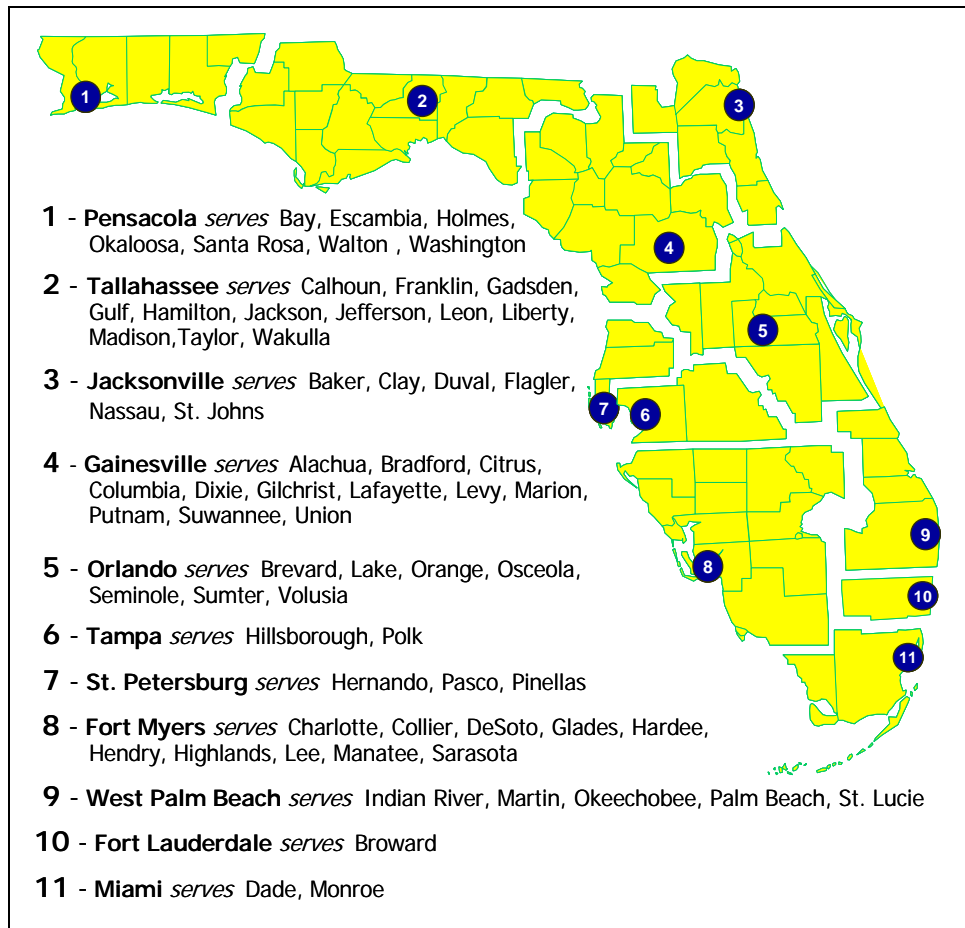 1
2
3
4
5
6
7
8
9
10
11
1 - Pensacola serves Bay, Escambia, Holmes,
Okaloosa, Santa Rosa, Walton , Washington
2 - Tallahassee serves Calhoun, Franklin, Gadsden,
Gulf, Hamilton, Jackson, Jefferson, Leon, Liberty,
Madison,Taylor, Wakulla
3 - Jacksonville serves Baker, Clay, Duval, Flagler,
Nassau, St. Johns
4 - Gainesville serves Alachua, Bradford, Citrus,
Columbia, Dixie, Gilchrist, Lafayette, Levy, Marion,
Putnam, Suwannee, Union
5 - Orlando serves Brevard, Lake, Orange, Osceola,
Seminole, Sumter, Volusia
6 - Tampa serves Hillsborough, Polk
7 - St. Petersburg serves Hernando, Pasco, Pinellas
8 - Fort Myers serves Charlotte, Collier, DeSoto, Glades, Hardee,
Hendry, Highlands, Lee, Manatee, Sarasota
9 - West Palm Beach serves Indian River, Martin, Okeechobee, Palm Beach, St. Lucie
10 - Fort Lauderdale serves Broward
11 - Miami serves Dade, Monroe